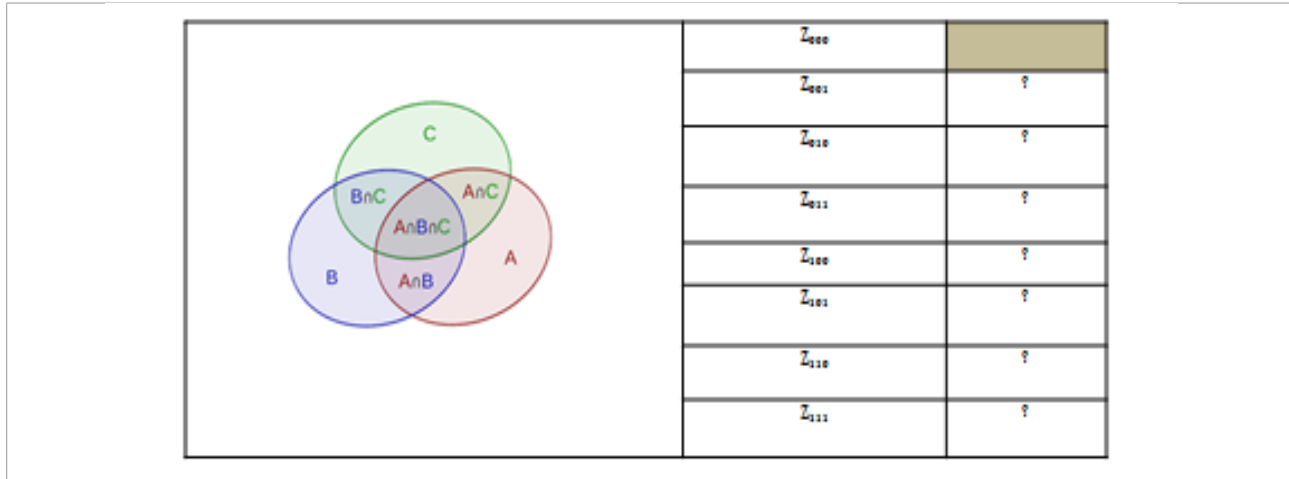 C
B∩C
A∩C
A∩B∩C
B
A
A∩B
Z₀₀₀
Z₀₀₁ ?
Z₀₁₀ ?
Z₀₁₁ ?
Z₁₀₀ ?
Z₁₀₁ ?
Z₁₁₀ ?
Z₁₁₁ ?